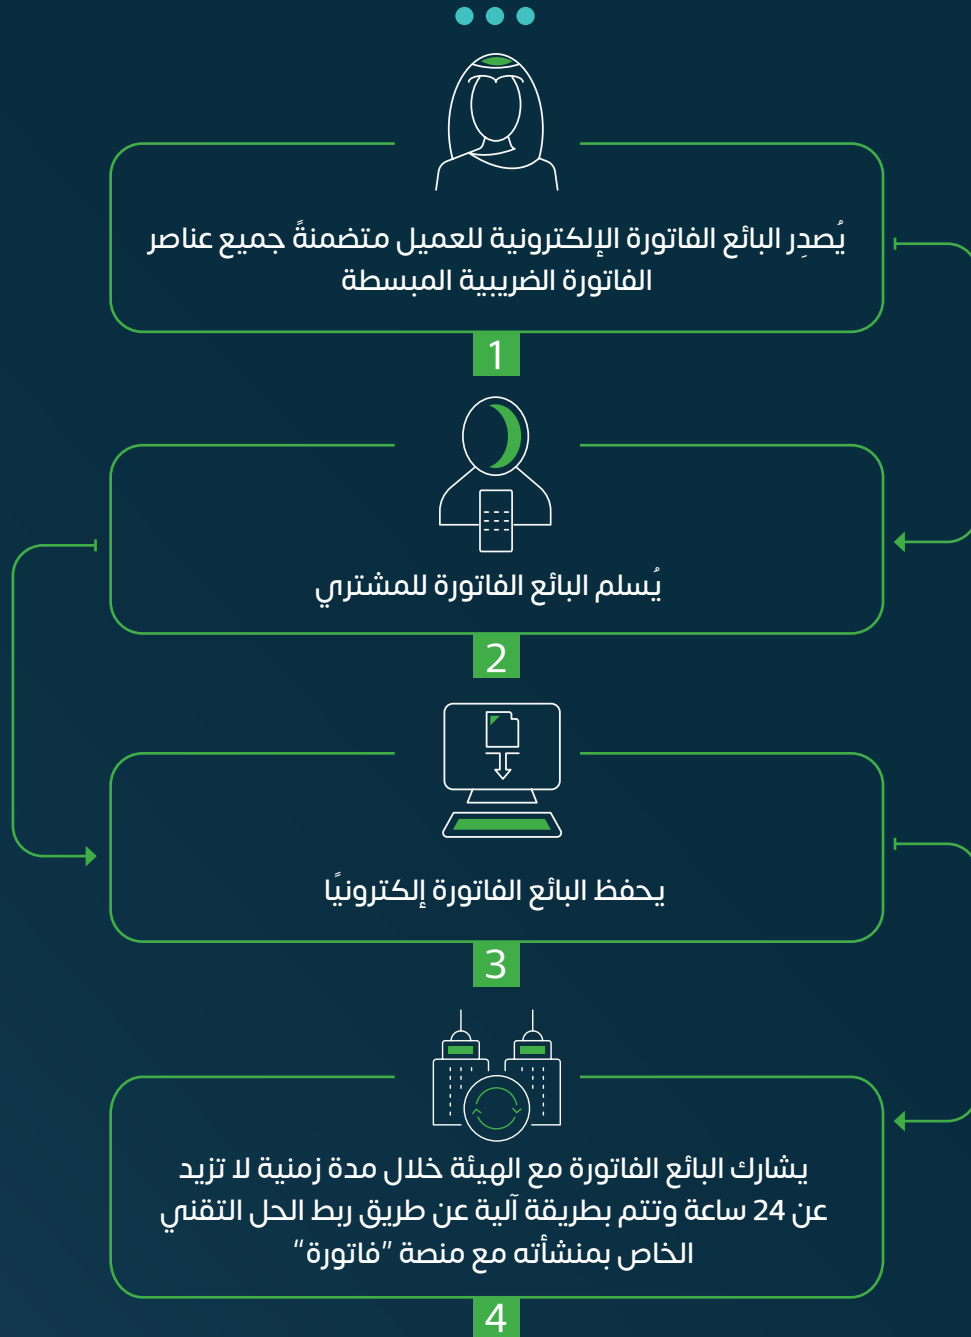 يُصدِر البائع الفاتورة الإلكترونية للعميل متضمنةً جميع عناصر
الفاتورة الضريبية المبسطة
1
يُسلم البائع الفاتورة للمشتري
2
يحفظ البائع الفاتورة إلكترونيًا
3
يشارك البائع الفاتورة مع الهيئة خلال مدة زمنية لا تزيد
عن 24 ساعة وتتم بطريقة آلية عن طريق ربط الحل التقني
الخاص بمنشأته مع منصة "فاتورة"
4